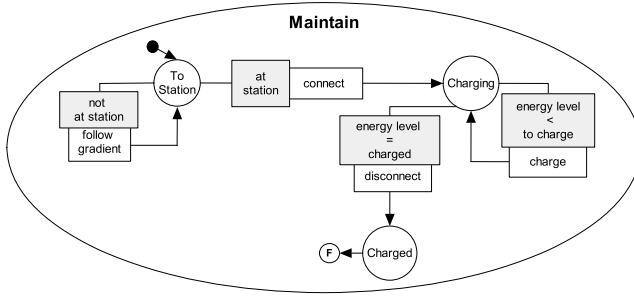 Maintain
To
Station
at
station
connect
Charging
not
at station
follow
gradient
energy level
<
to charge
charge
energy level
=
charged
disconnect
F
Charged